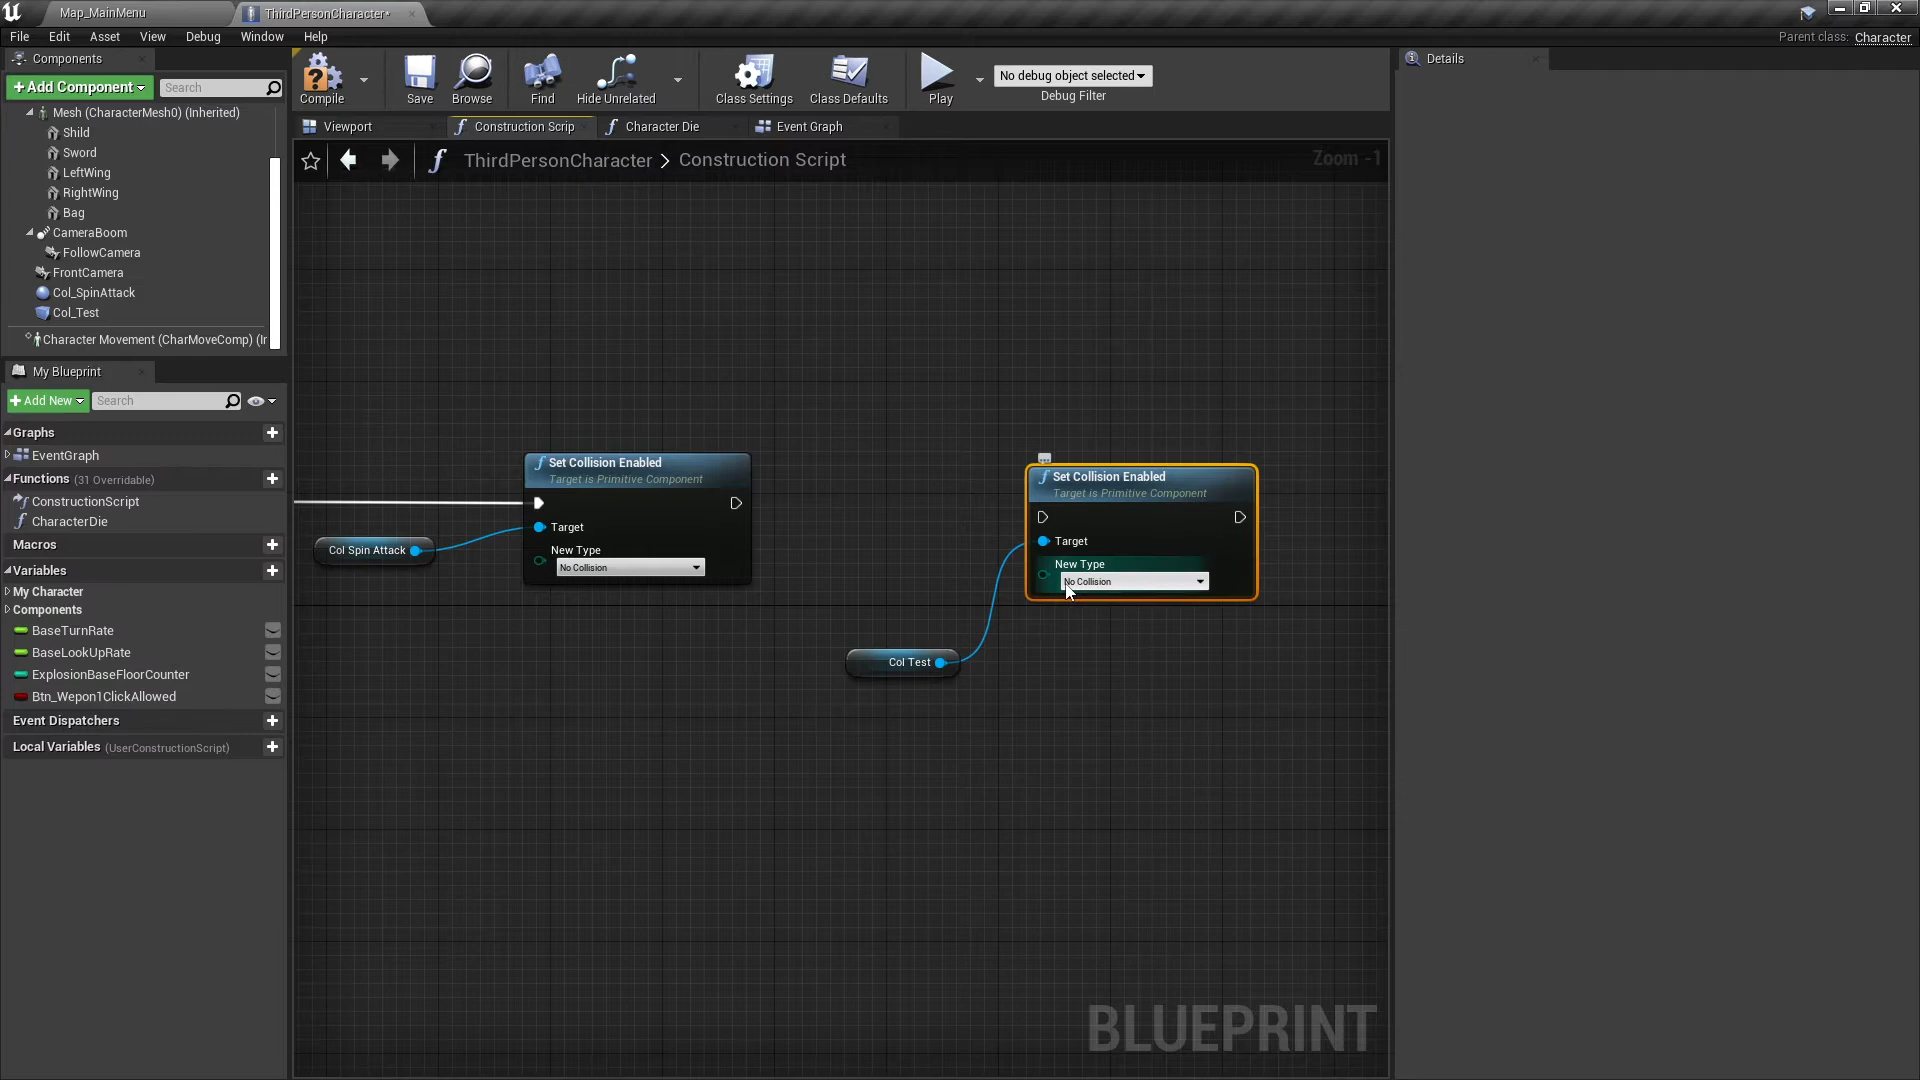 Map_MainMenu
ThirdPersonCharacter*
File Edit Asset View Debug Window Help
Parent class: Character
Components
+Add Component
Search
Mesh (CharacterMesh0) (Inherited)
Shild
Sword
LeftWing
RightWing
Bag
CameraBoom
FollowCamera
FrontCamera
Col_SpinAttack
Col_Test
Character Movement (CharMoveComp) (Ir
My Blueprint
+Add New
Search
Graphs
EventGraph
Functions (31 Overridable)
ConstructionScript
CharacterDie
Macros
Variables
My Character
Components
BaseTurnRate
BaseLookUpRate
ExplosionBaseFloorCounter
Btn_Wepon1ClickAllowed
Event Dispatchers
Local Variables (UserConstructionScript)
Compile
Save
Browse
Find
Hide Unrelated
Class Settings
Class Defaults
Play
No debug object selected
Debug Filter
Viewport
Construction Scrip
Character Die
Event Graph
ThirdPersonCharacter > Construction Script
Zoom -1
Set Collision Enabled
Target is Primitive Component
Target
New Type
No Collision
Col Spin Attack
Set Collision Enabled
Target is Primitive Component
Target
New Type
No Collision
Col Test
BLUEPRINT
Details